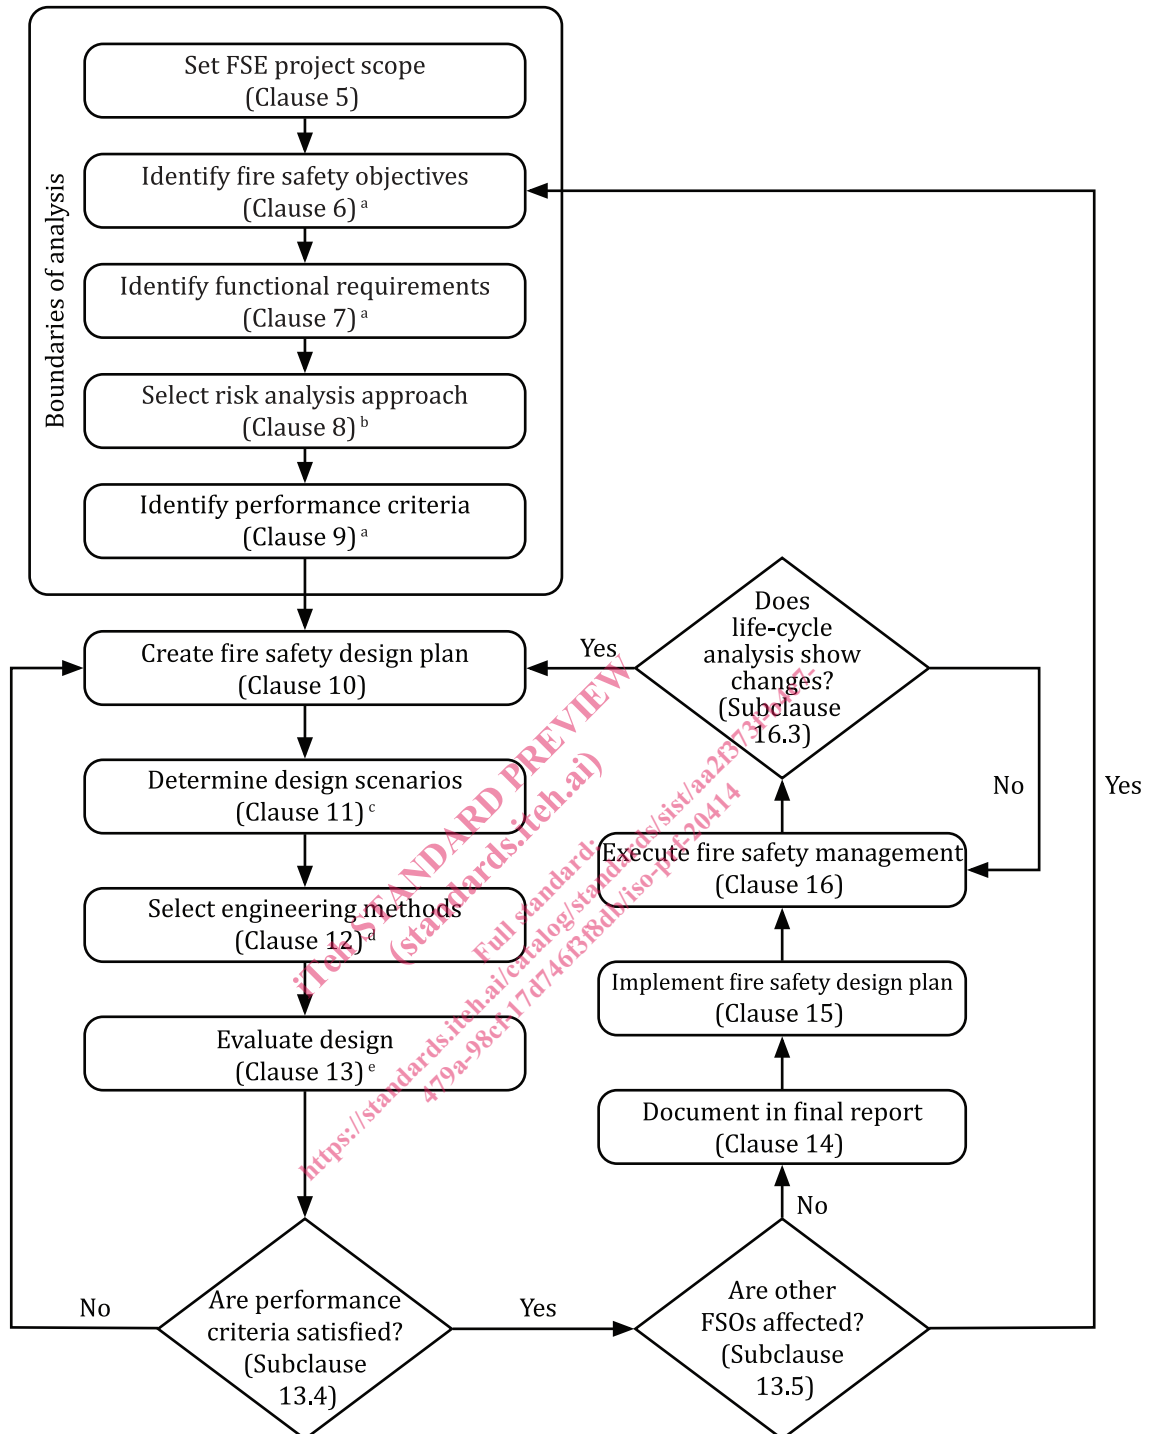 Boundaries of analysis
Set FSE project scope
(Clause 5)
Identify fire safety objectives
(Clause 6) a
Identify functional requirements
(Clause 7) a
Select risk analysis approach
(Clause 8) b
Identify performance criteria
(Clause 9) a
Create fire safety design plan
(Clause 10)
Determine design scenarios
(Clause 11) c
Select engineering methods
(Clause 12) d
Evaluate design
(Clause 13) e
Are performance
criteria satisfied?
(Subclause
13.4)
No
Yes
Are other
FSOs affected?
(Subclause
13.5)
No
Yes
Document in final report
(Clause 14)
Implement fire safety design plan
(Clause 15)
Execute fire safety management
(Clause 16)
Does
life-cycle
analysis show
changes?
(Subclause
16.3)
Yes
No
iTeh STANDARD PREVIEW
(standards.iteh.ai)
Full standard:
https://standards.iteh.ai/catalog/standards/sist/aa2f373f-
479a-98cf-17d746f3f8db/iso-prf-20414